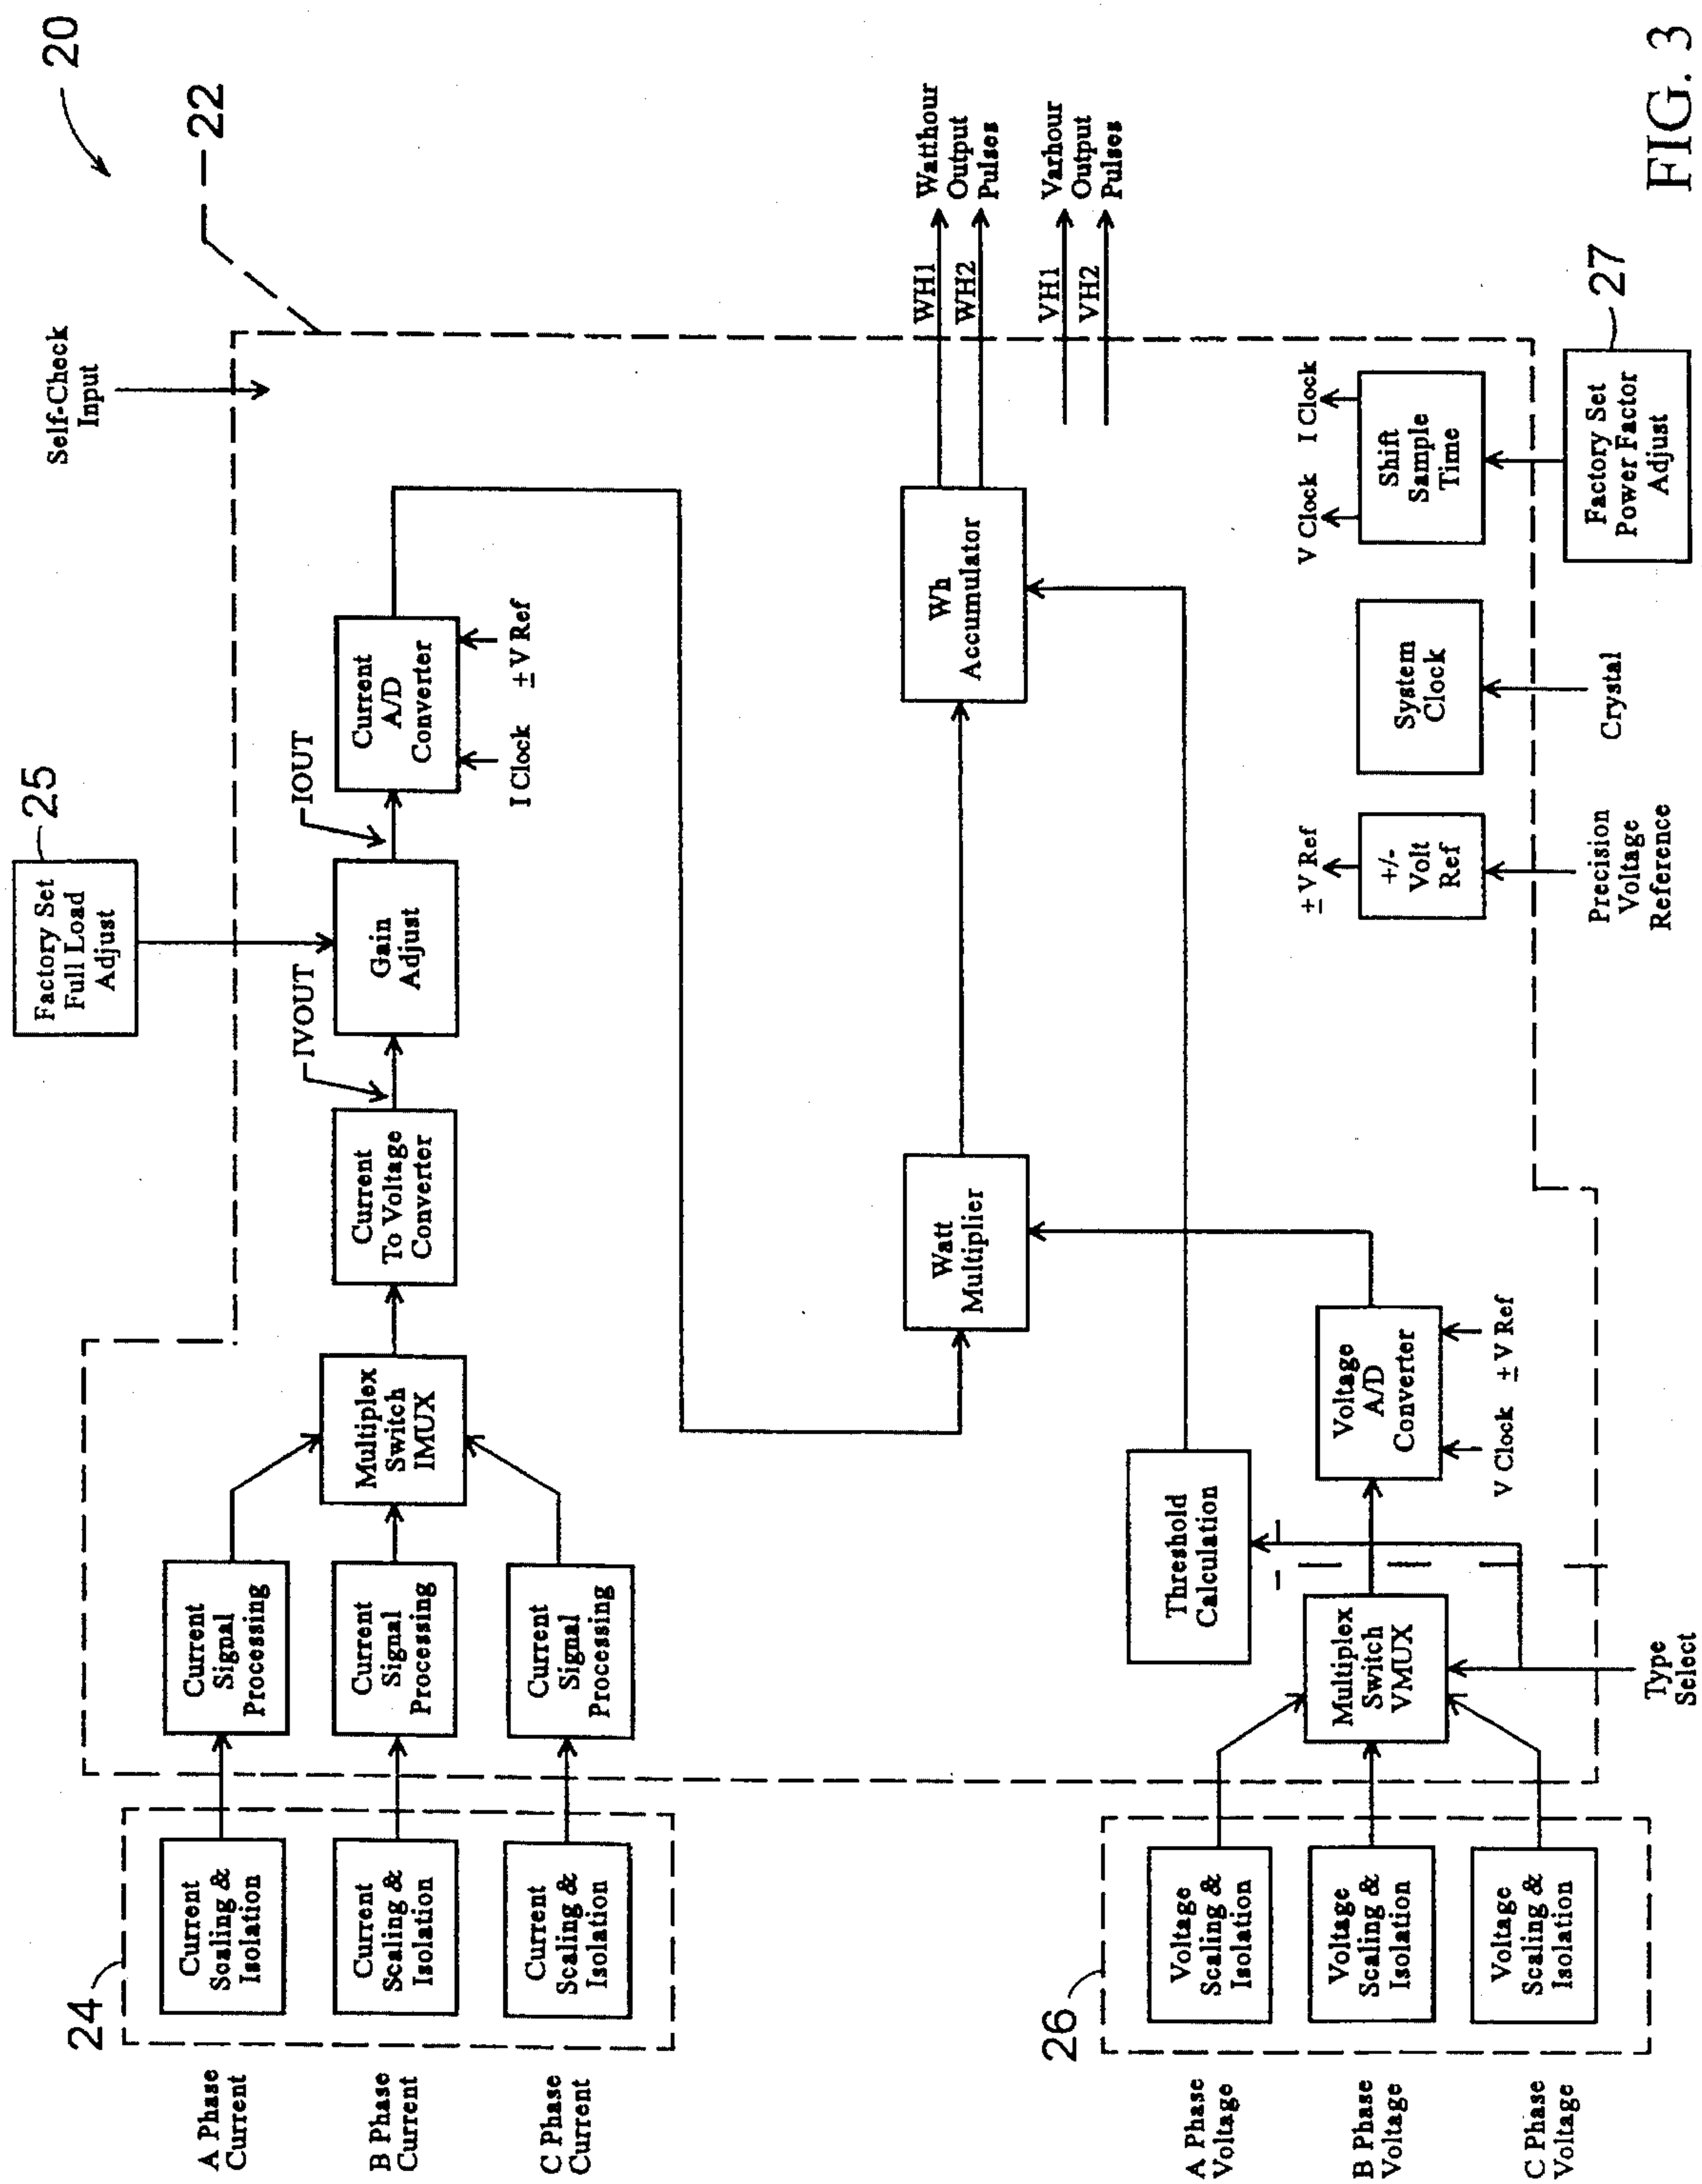 20
22
Self-Check
Input
25
Factory Set
Full Load
Adjust
A Phase
Current
B Phase
Current
C Phase
Current
24
Current
Scaling &
Isolation
Current
Scaling &
Isolation
Current
Scaling &
Isolation
Current
Signal
Processing
Current
Signal
Processing
Current
Signal
Processing
Multiplex
Switch
IMUX
Current
To Voltage
Converter
IVOUT
Gain
Adjust
IOUT
Current
A/D
Converter
I Clock
± V Ref
Watt
Multiplier
Wh
Accumulator
WH1
WH2
Watthour
Output
Pulses
VH1
VH2
Varhour
Output
Pulses
A Phase
Voltage
B Phase
Voltage
C Phase
Voltage
26
Voltage
Scaling &
Isolation
Voltage
Scaling &
Isolation
Voltage
Scaling &
Isolation
Multiplex
Switch
VMUX
Type
Select
Threshold
Calculation
Voltage
A/D
Converter
V Clock
± V Ref
± V Ref
+/-
Volt
Ref
Precision
Voltage
Reference
System
Clock
Crystal
V Clock
I Clock
Shift
Sample
Time
Factory Set
Power Factor
Adjust
27
FIG. 3